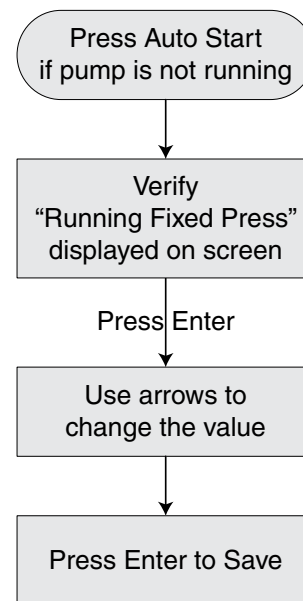 Press Auto Start
if pump is not running
Verify
“Running Fixed Press”
displayed on screen
Press Enter
Use arrows to
change the value
Press Enter to Save